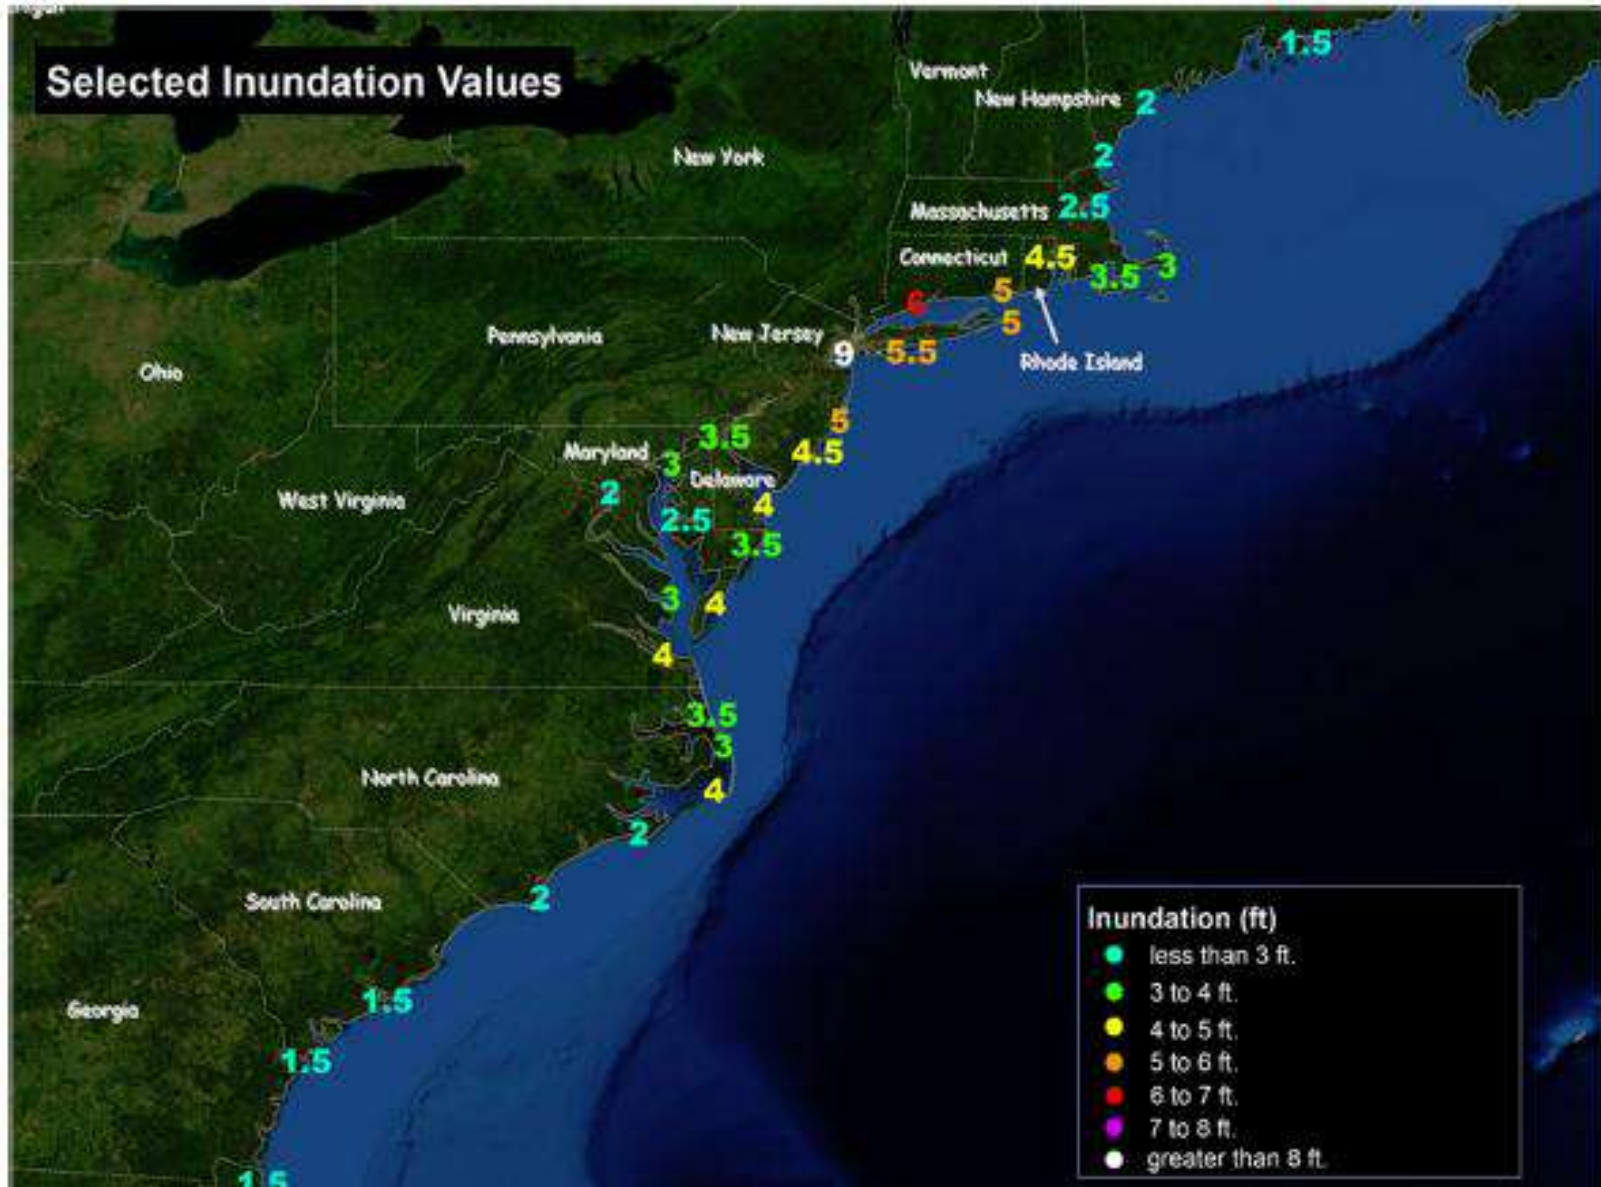 Selected Inundation Values
1.5
Vermont
New Hampshire 2
New York
2
Massachusetts 2.5
Connecticut 4.5
3.5 3
6 5
5
New Jersey
Pennsylvania
9 5.5
Rhode Island
Ohio
5
3.5
4.5
Maryland
3
Delaware
West Virginia
2
4
2.5
3.5
3
4
Virginia
4
3.5
3
North Carolina
4
2
South Carolina
2
1.5
Georgia
1.5
1.5
Inundation (ft)
less than 3 ft.
3 to 4 ft.
4 to 5 ft.
5 to 6 ft.
6 to 7 ft.
7 to 8 ft.
greater than 8 ft.